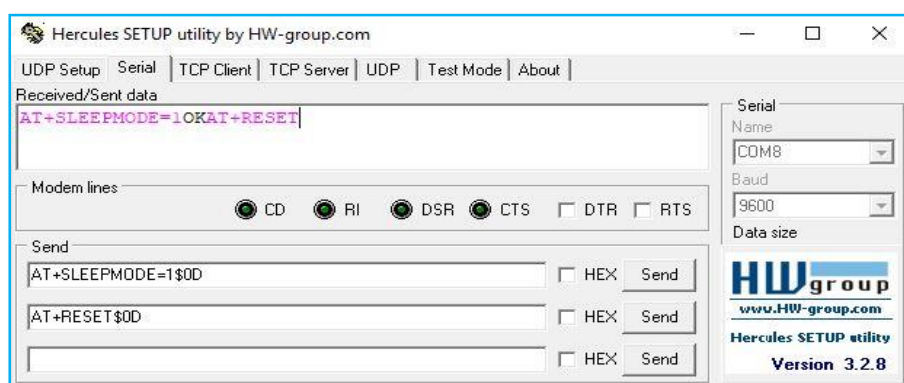 Hercules SETUP utility by HW-group.com
UDP Setup Serial TCP Client TCP Server UDP Test Mode About
Received/Sent data
AT+SLEEPMODE=1OKAT+RESET
Serial
Name
COM8
Baud
9600
Data size
Modem lines
CD RI DSR CTS DTR RTS
Send
AT+SLEEPMODE=1$0D HEX Send
AT+RESET$0D HEX Send
HEX Send
HWgroup
www.HW-group.com
Hercules SETUP utility
Version 3.2.8